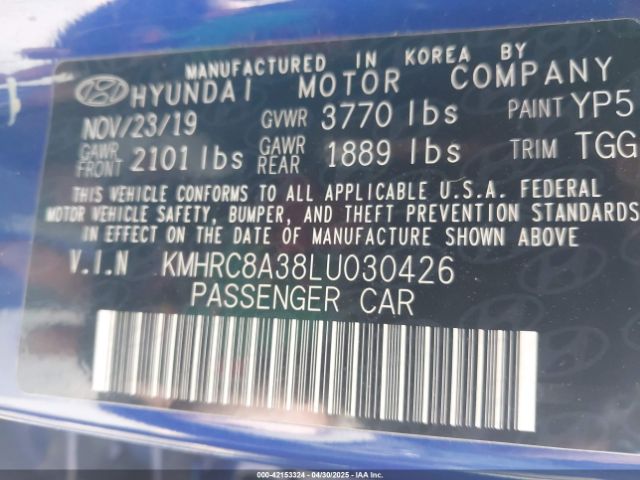 MANUFACTURED IN KOREA BY
HYUNDAI MOTOR COMPANY
NOV/23/19 GVWR 3770 lbs PAINT YP5
GAWR FRONT 2101 lbs GAWR REAR 1889 lbs TRIM TGG
THIS VEHICLE CONFORMS TO ALL APPLICABLE U.S.A. FEDERAL
MOTOR VEHICLE SAFETY, BUMPER, AND THEFT PREVENTION STANDARDS
IN EFFECT ON THE DATE OF MANUFACTURE SHOWN ABOVE.
V.I.N KMHRC8A38LU030426
PASSENGER CAR
000-42153324 - 04/30/2025 - IAA Inc.